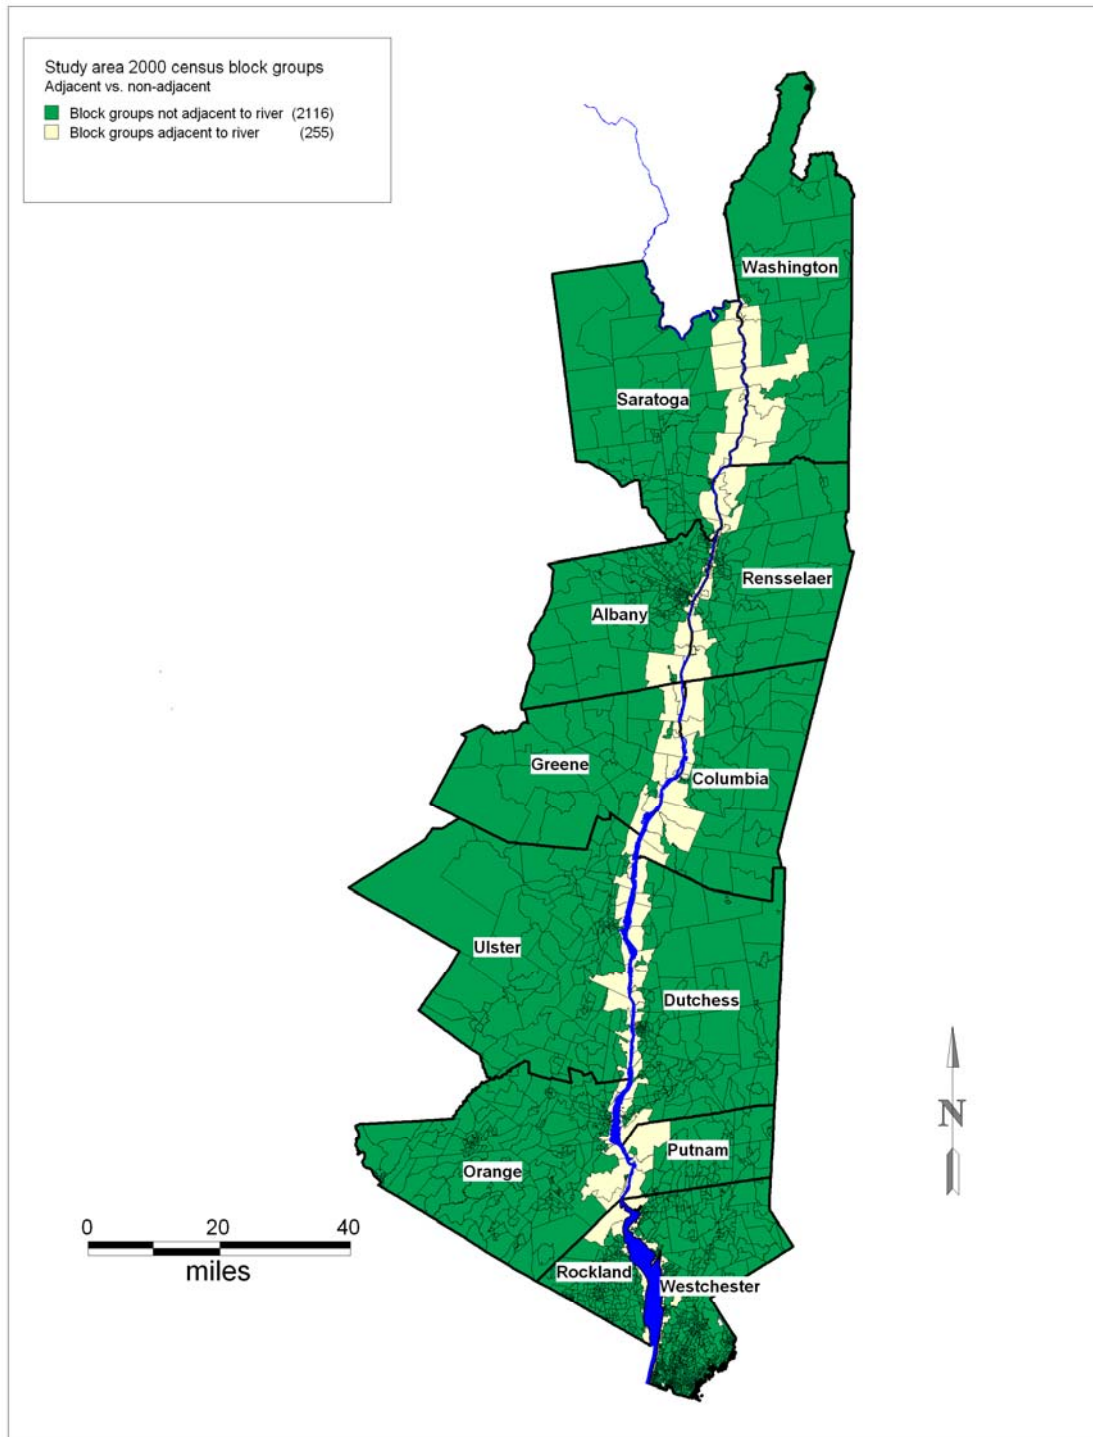 Study area 2000 census block groups
Adjacent vs. non-adjacent
Block groups not adjacent to river (2116)
Block groups adjacent to river (255)
Washington
Saratoga
Rensselaer
Albany
Greene
Columbia
Ulster
Dutchess
Putnam
Orange
Rockland
Westchester
N
0 20 40
miles